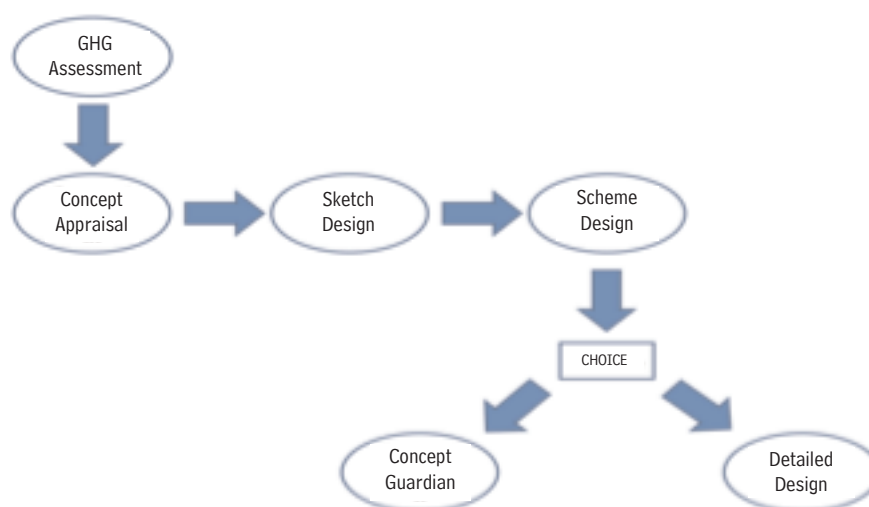 GHG
Assessment
Concept
Appraisal
Sketch
Design
Scheme
Design
CHOICE
Concept
Guardian
Detailed
Design